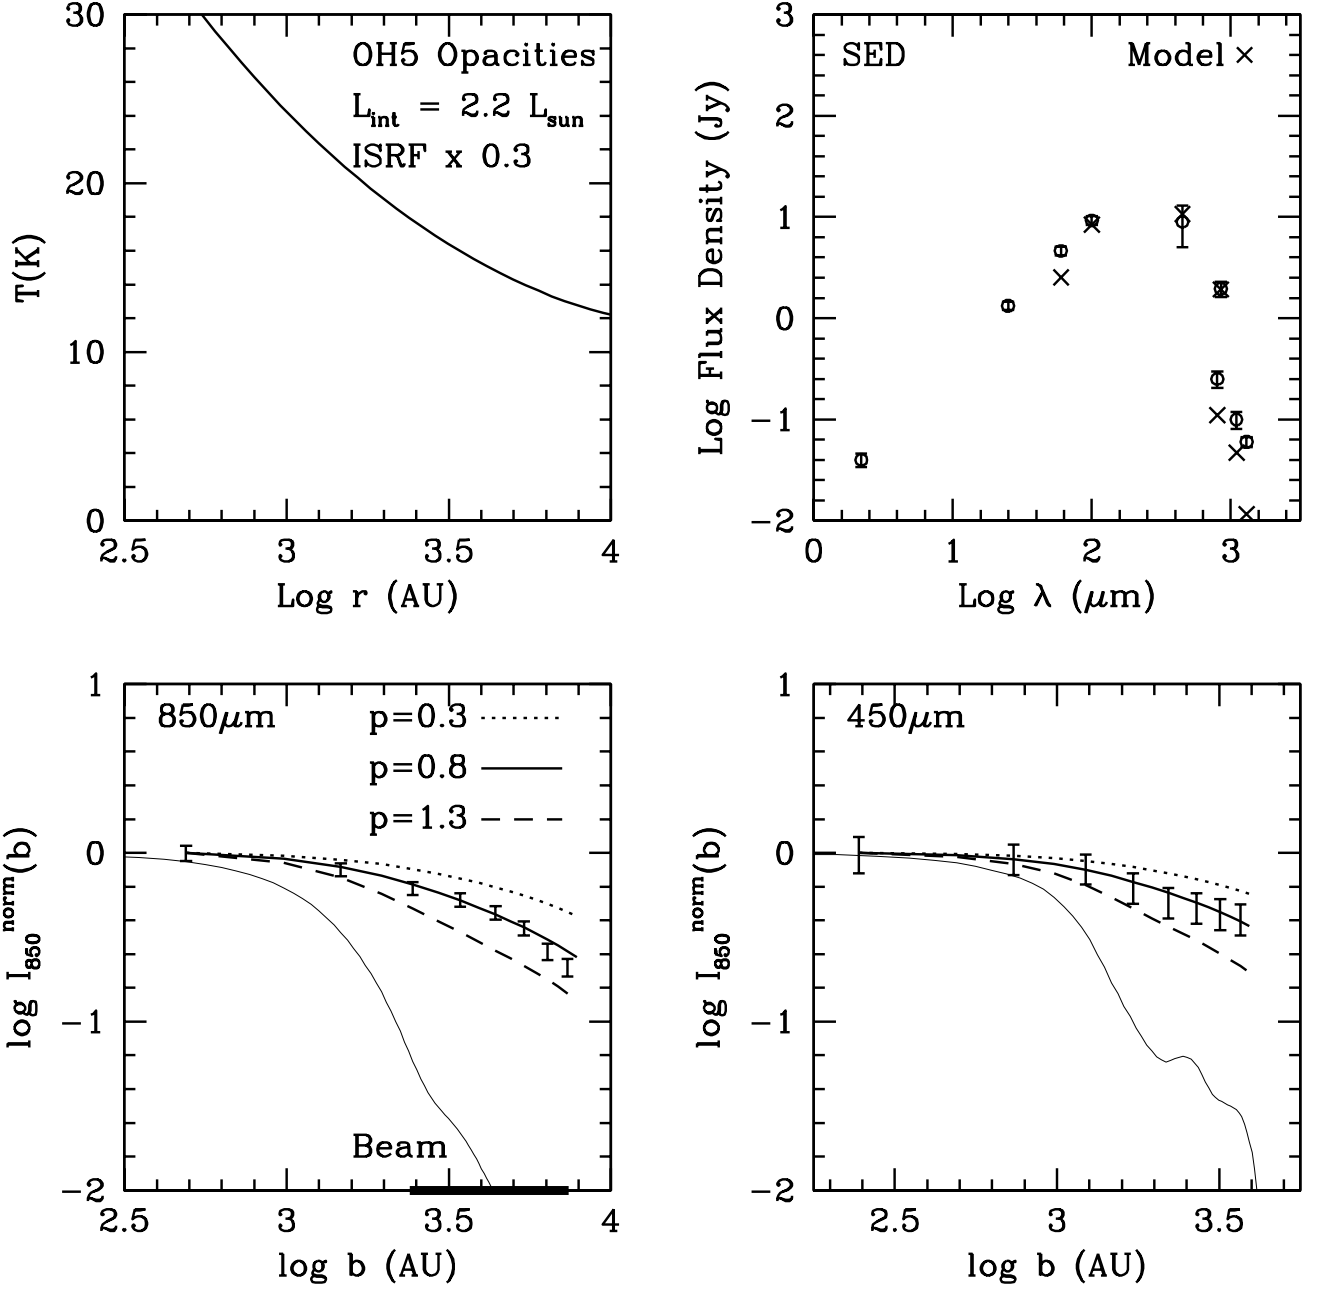 30
20
10
0
2.5
3
3.5
4
T(K)
Log r (AU)
OH5 Opacities
L_int = 2.2 L_sun
ISRF x 0.3
3
2
1
0
−1
−2
0
1
2
3
Log Flux Density (Jy)
Log λ (μm)
SED
Model ×
1
0
−1
−2
2.5
3
3.5
4
log I_850^norm(b)
log b (AU)
850μm
p=0.3
p=0.8
p=1.3
Beam
1
0
−1
−2
2.5
3
3.5
log I_850^norm(b)
log b (AU)
450μm